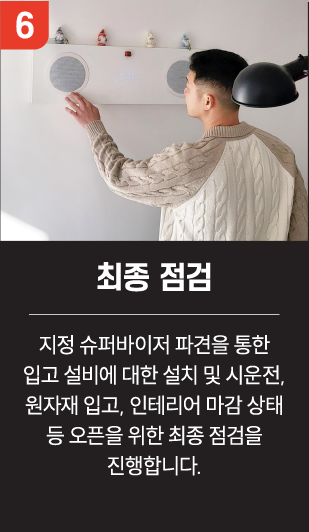 6
최종 점검
지정 슈퍼바이저 파견을 통한
입고 설비에 대한 설치 및 시운전,
원자재 입고, 인테리어 마감 상태
등 오픈을 위한 최종 점검을
진행합니다.